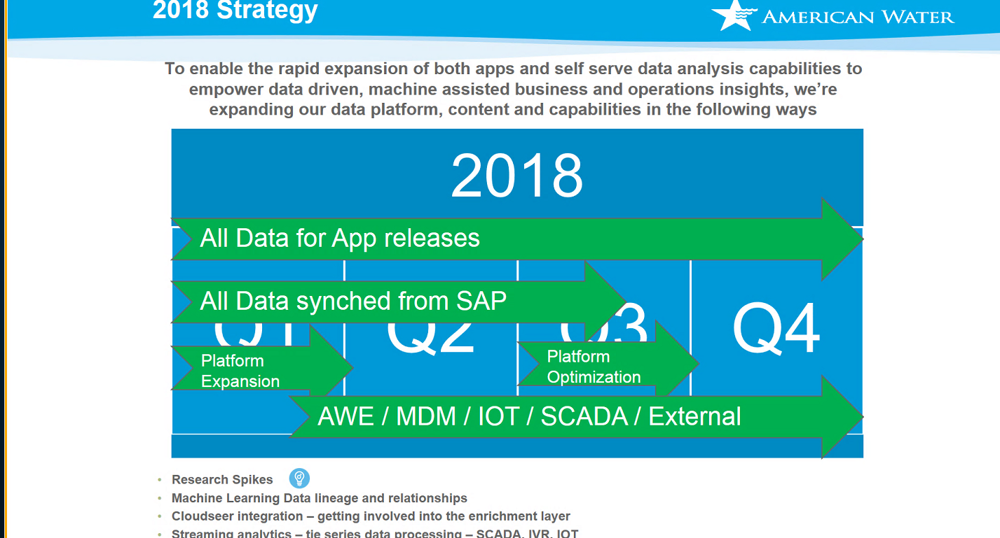 2018 Strategy
AMERICAN WATER
To enable the rapid expansion of both apps and self serve data analysis capabilities to
empower data driven, machine assisted business and operations insights, we're
expanding our data platform, content and capabilities in the following ways
2018
All Data for App releases
All Data synched from SAP
Q1 Q2 Q3 Q4
Platform
Expansion
Platform
Optimization
AWE / MDM / IOT / SCADA / External
• Research Spikes
• Machine Learning Data lineage and relationships
• Cloudseer integration – getting involved into the enrichment layer
• Streaming analytics – tie series data processing – SCADA, IVR, IOT